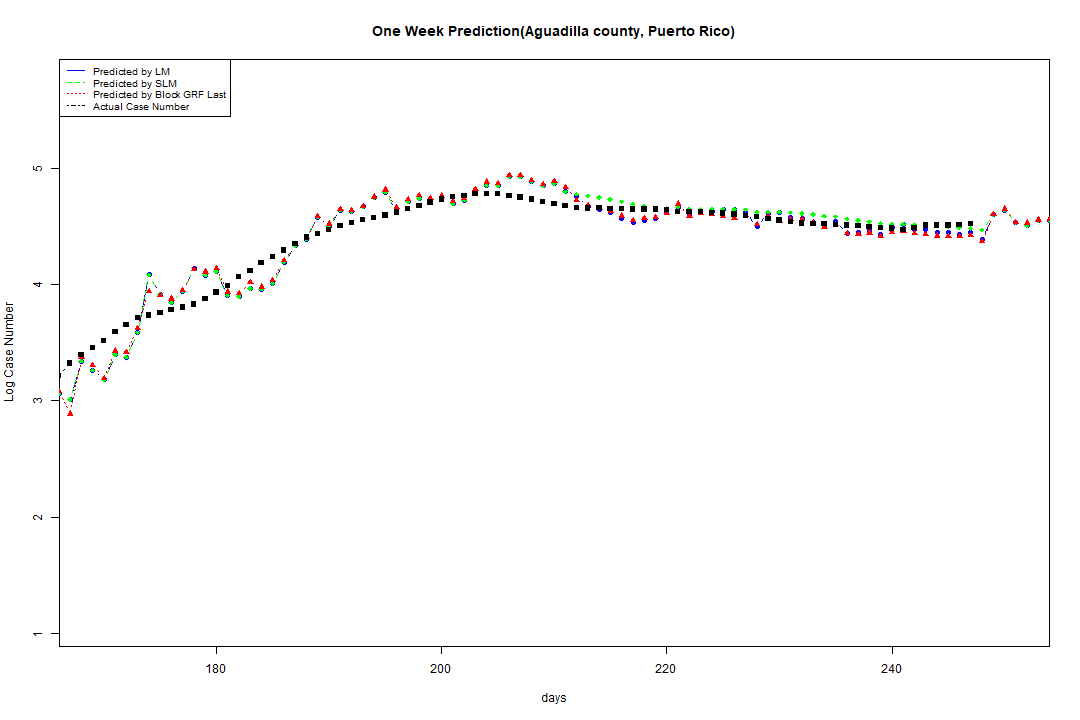 One Week Prediction(Aguadilla county, Puerto Rico)
Predicted by LM
Predicted by SLM
Predicted by Block GRF Last
Actual Case Number
Log Case Number
5
4
3
2
1
180 200 220 240
days